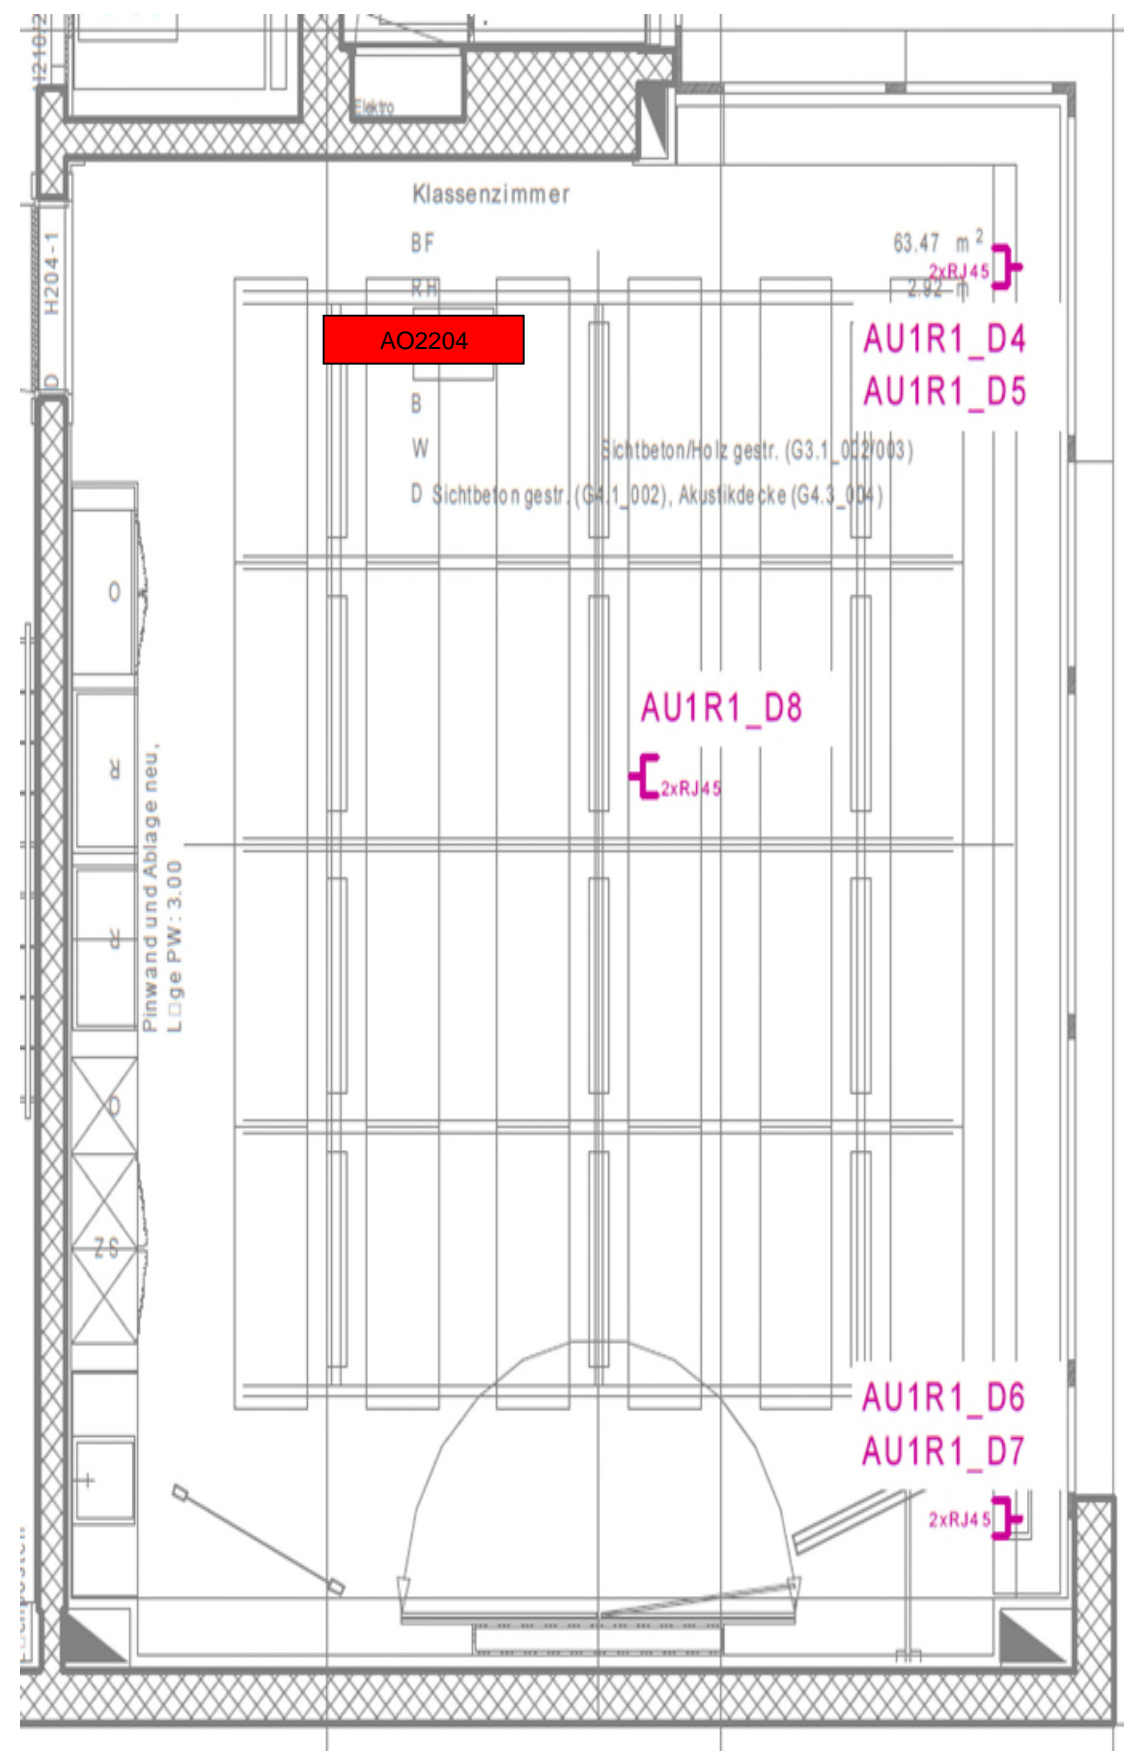 H210/2
Elektro
Klassenzimmer
BF 63.47 m²
2xRJ45
RH 2.92 m
AO2204
AU1R1_D4
AU1R1_D5
D H204-1
B
W Sichtbeton/Holz gestr. (G3.1_002/003)
D Sichtbeton gestr. (G4.1_002), Akustikdecke (G4.3_004)
O
AU1R1_D8
2xRJ45
R
Pinwand und Ablage neu,
L□ge PW: 3.00
R
O
AU1R1_D6
AU1R1_D7
2xRJ45